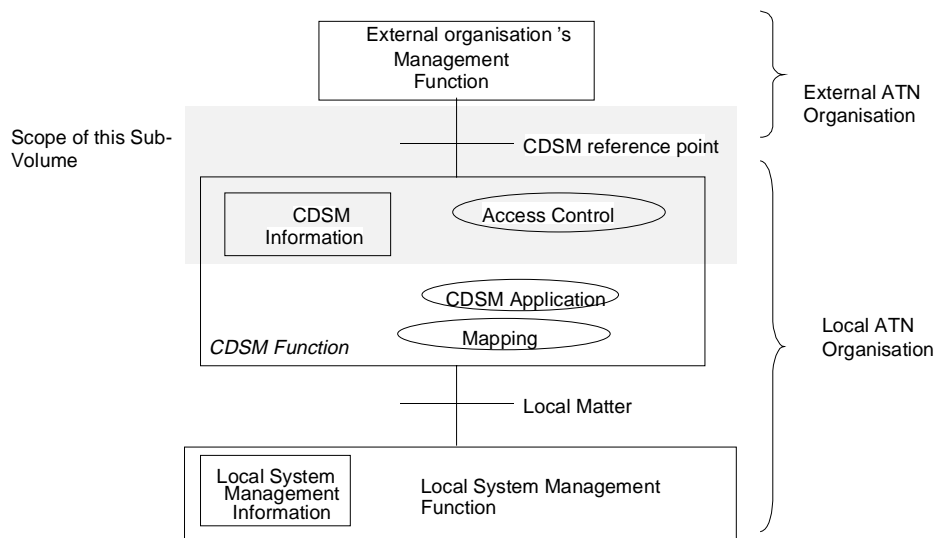 External organisation 's
Management
Function
External ATN
Organisation
Scope of this Sub-
Volume
CDSM reference point
CDSM
Information
Access Control
CDSM Application
Mapping
CDSM Function
Local ATN
Organisation
Local Matter
Local System
Management
Information
Local System Management
Function